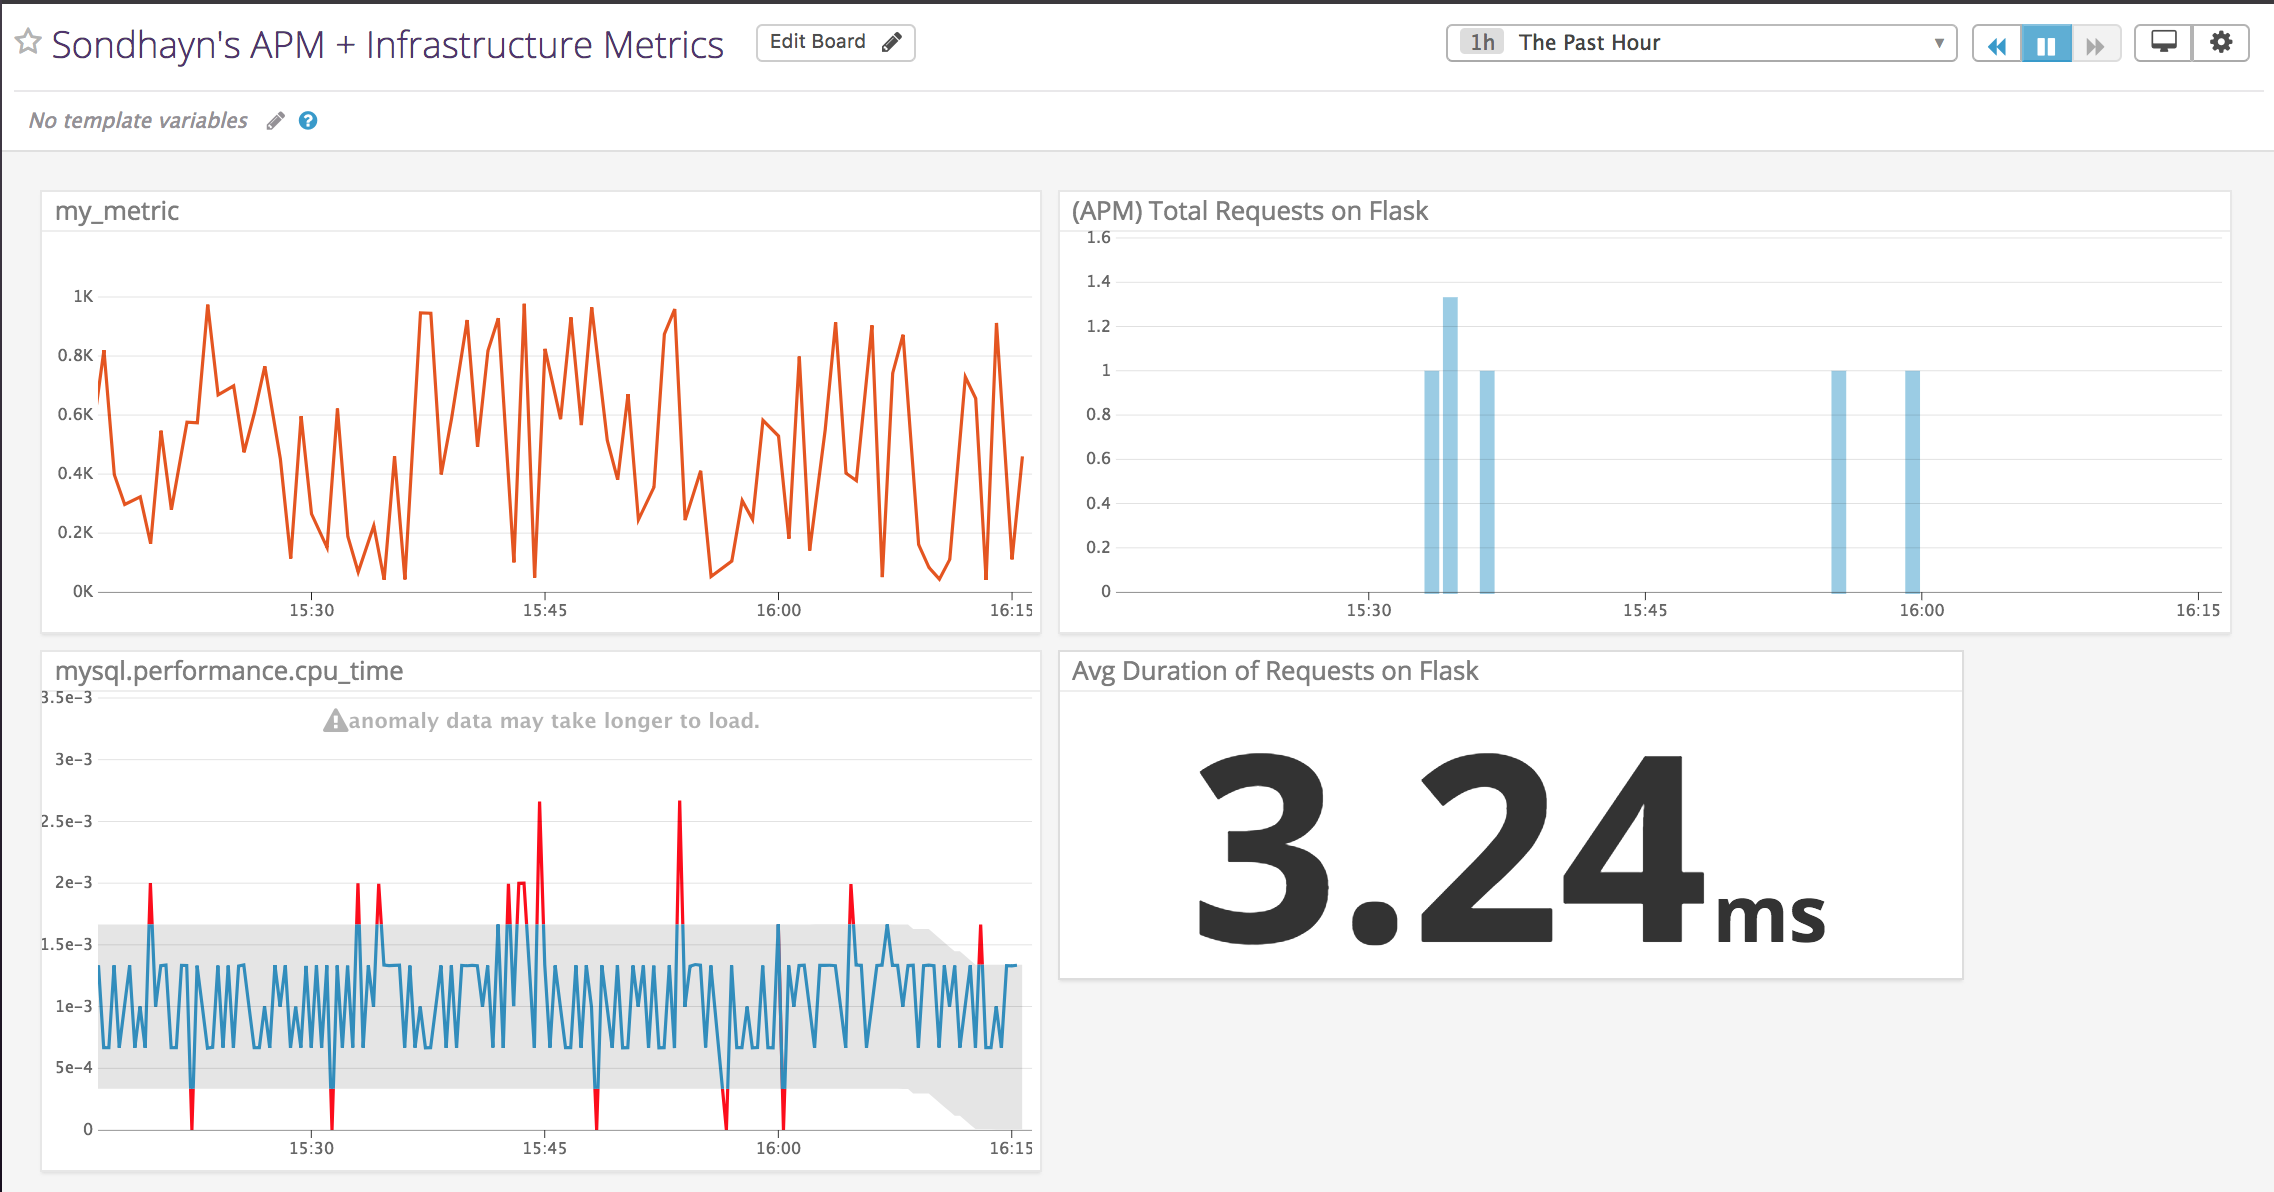 Sondhayn's APM + Infrastructure Metrics
Edit Board
1h The Past Hour
No template variables
my_metric
1K
0.8K
0.6K
0.4K
0.2K
0K
15:30 15:45 16:00 16:15
(APM) Total Requests on Flask
1.6
1.4
1.2
1
0.8
0.6
0.4
0.2
0
15:30 15:45 16:00 16:15
mysql.performance.cpu_time
3.5e-3
anomaly data may take longer to load.
3e-3
2.5e-3
2e-3
1.5e-3
1e-3
5e-4
0
15:30 15:45 16:00 16:15
Avg Duration of Requests on Flask
3.24 ms